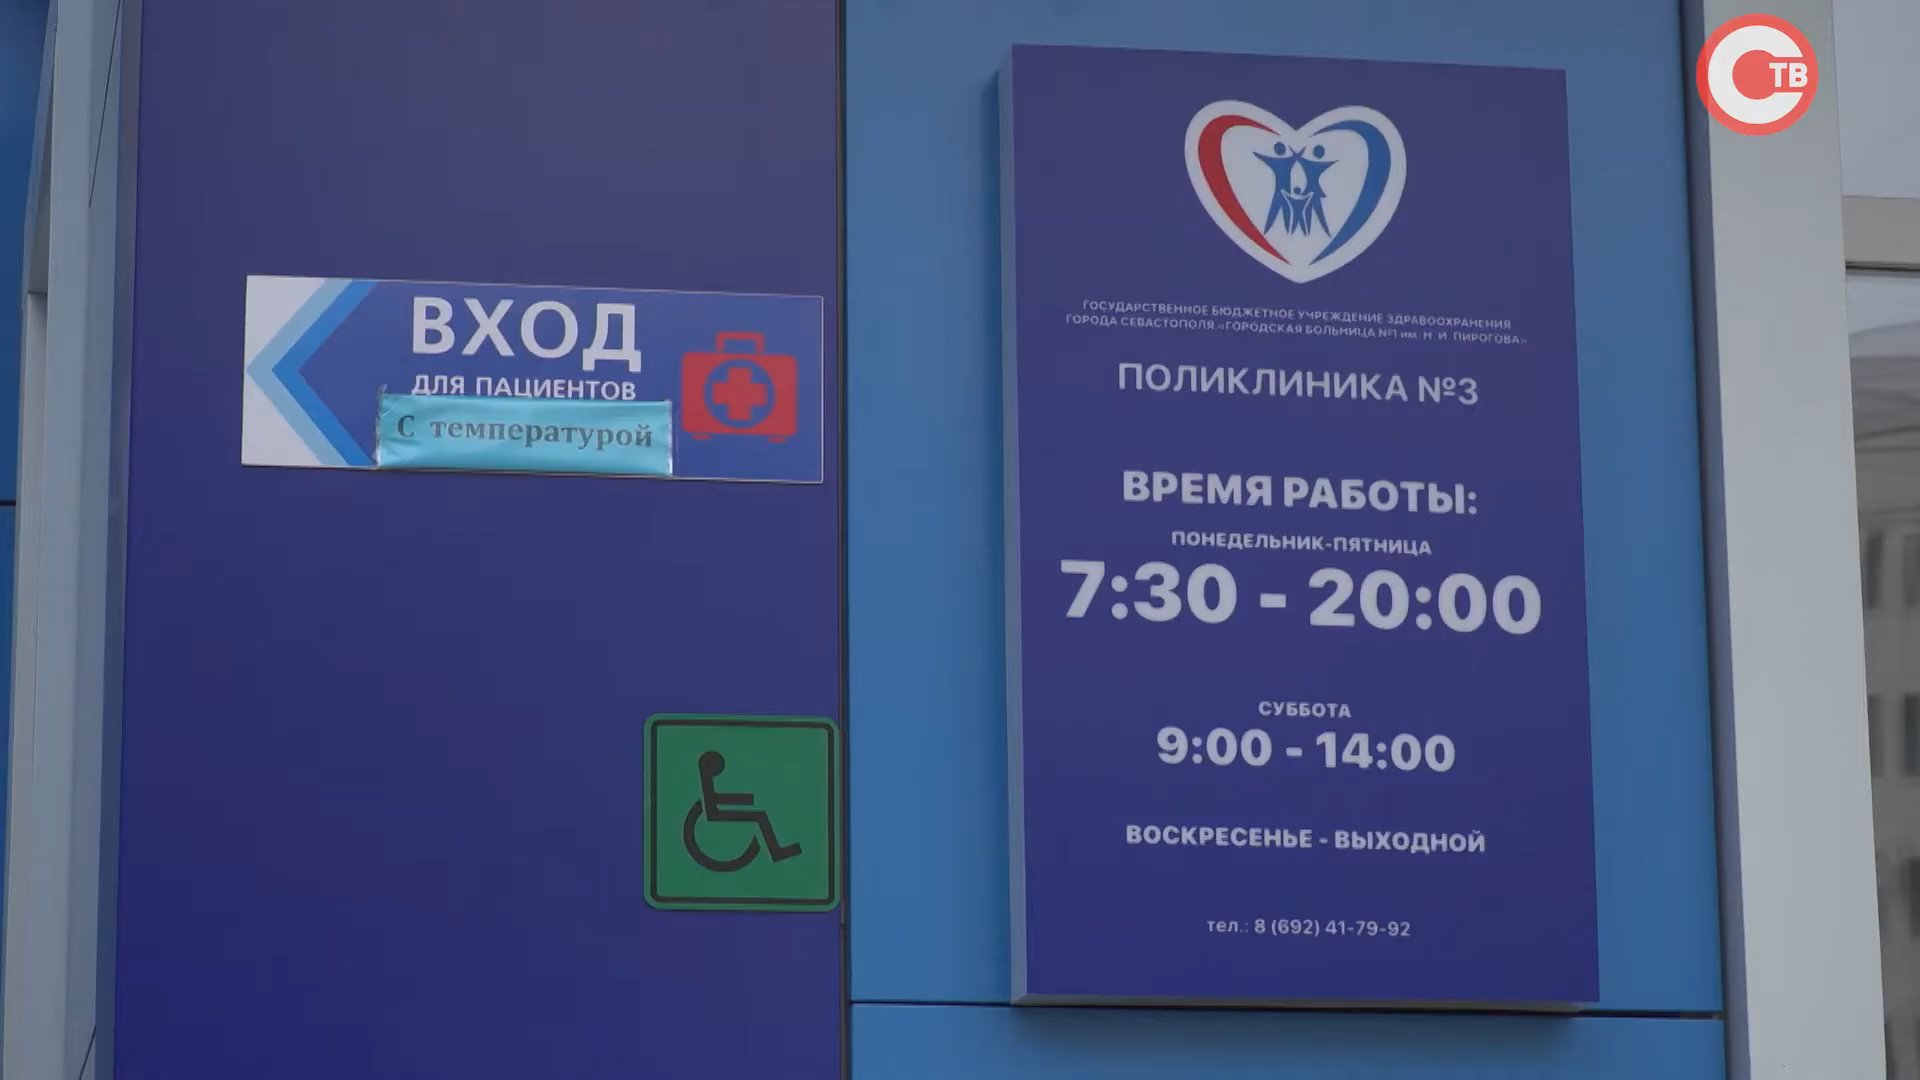 СТВ
ВХОД
ДЛЯ ПАЦИЕНТОВ
С температурой
ГОСУДАРСТВЕННОЕ БЮДЖЕТНОЕ УЧРЕЖДЕНИЕ ЗДРАВООХРАНЕНИЯ
ГОРОДА СЕВАСТОПОЛЯ «ГОРОДСКАЯ БОЛЬНИЦА №1 им. Н. И. ПИРОГОВА»
ПОЛИКЛИНИКА №3
ВРЕМЯ РАБОТЫ:
ПОНЕДЕЛЬНИК-ПЯТНИЦА
7:30 - 20:00
СУББОТА
9:00 - 14:00
ВОСКРЕСЕНЬЕ - ВЫХОДНОЙ
тел.: 8 (692) 41-79-92